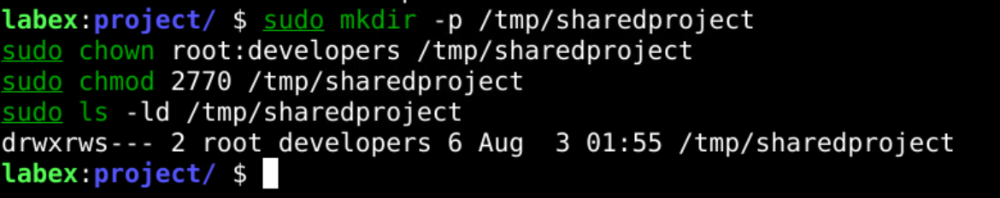 labex:project/ $ sudo mkdir -p /tmp/sharedproject
sudo chown root:developers /tmp/sharedproject
sudo chmod 2770 /tmp/sharedproject
sudo ls -ld /tmp/sharedproject
drwxrws--- 2 root developers 6 Aug  3 01:55 /tmp/sharedproject
labex:project/ $